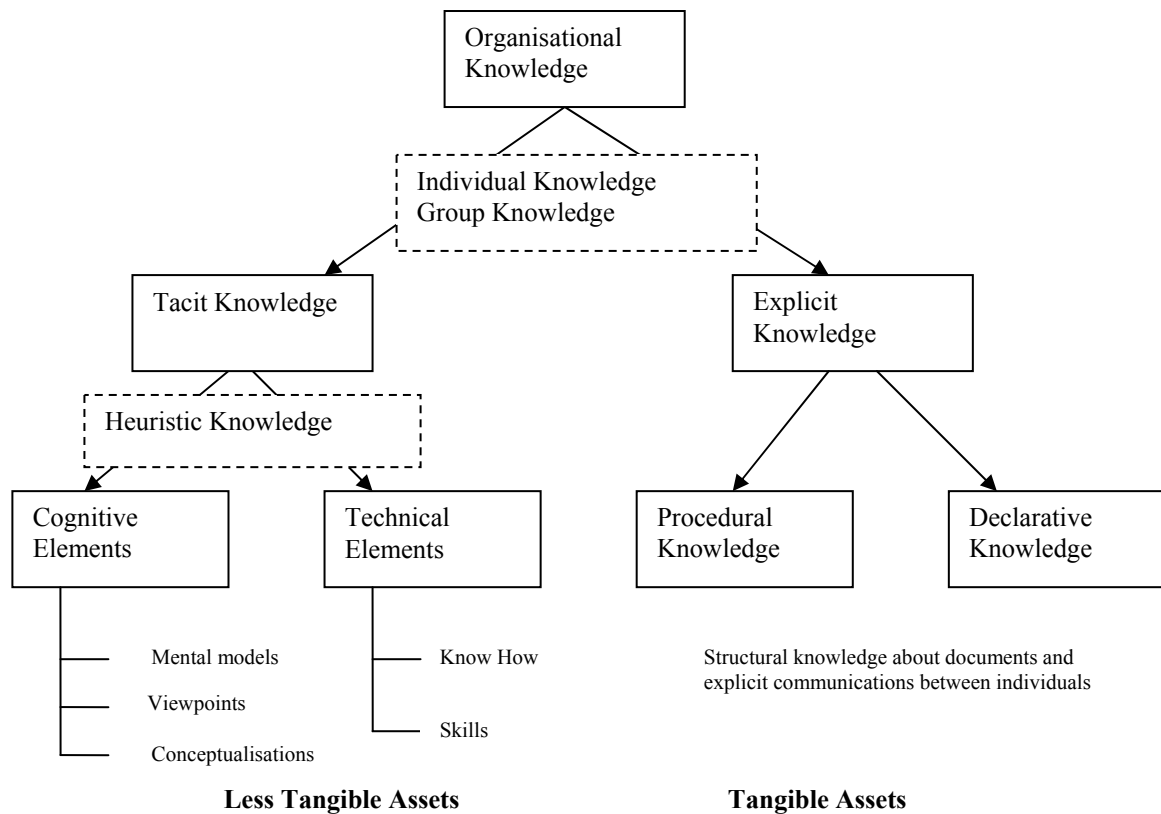 Organisational
Knowledge
Individual Knowledge
Group Knowledge
Tacit Knowledge
Explicit
Knowledge
Heuristic Knowledge
Cognitive
Elements
Technical
Elements
Procedural
Knowledge
Declarative
Knowledge
Mental models
Viewpoints
Conceptualisations
Know How
Skills
Structural knowledge about documents and
explicit communications between individuals
Less Tangible Assets
Tangible Assets